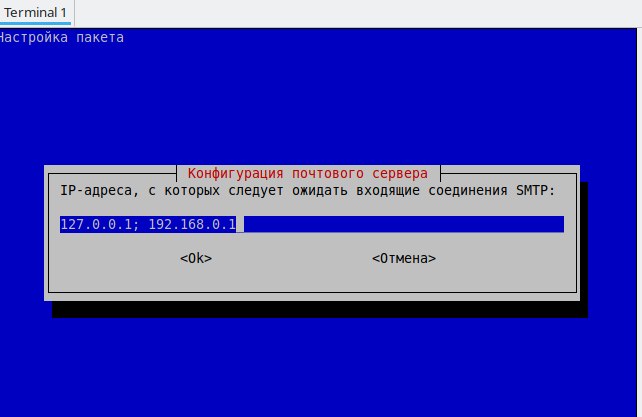 Terminal 1
Настройка пакета
Конфигурация почтового сервера
IP-адреса, с которых следует ожидать входящие соединения SMTP:
127.0.0.1; 192.168.0.1
<Ok> <Отмена>